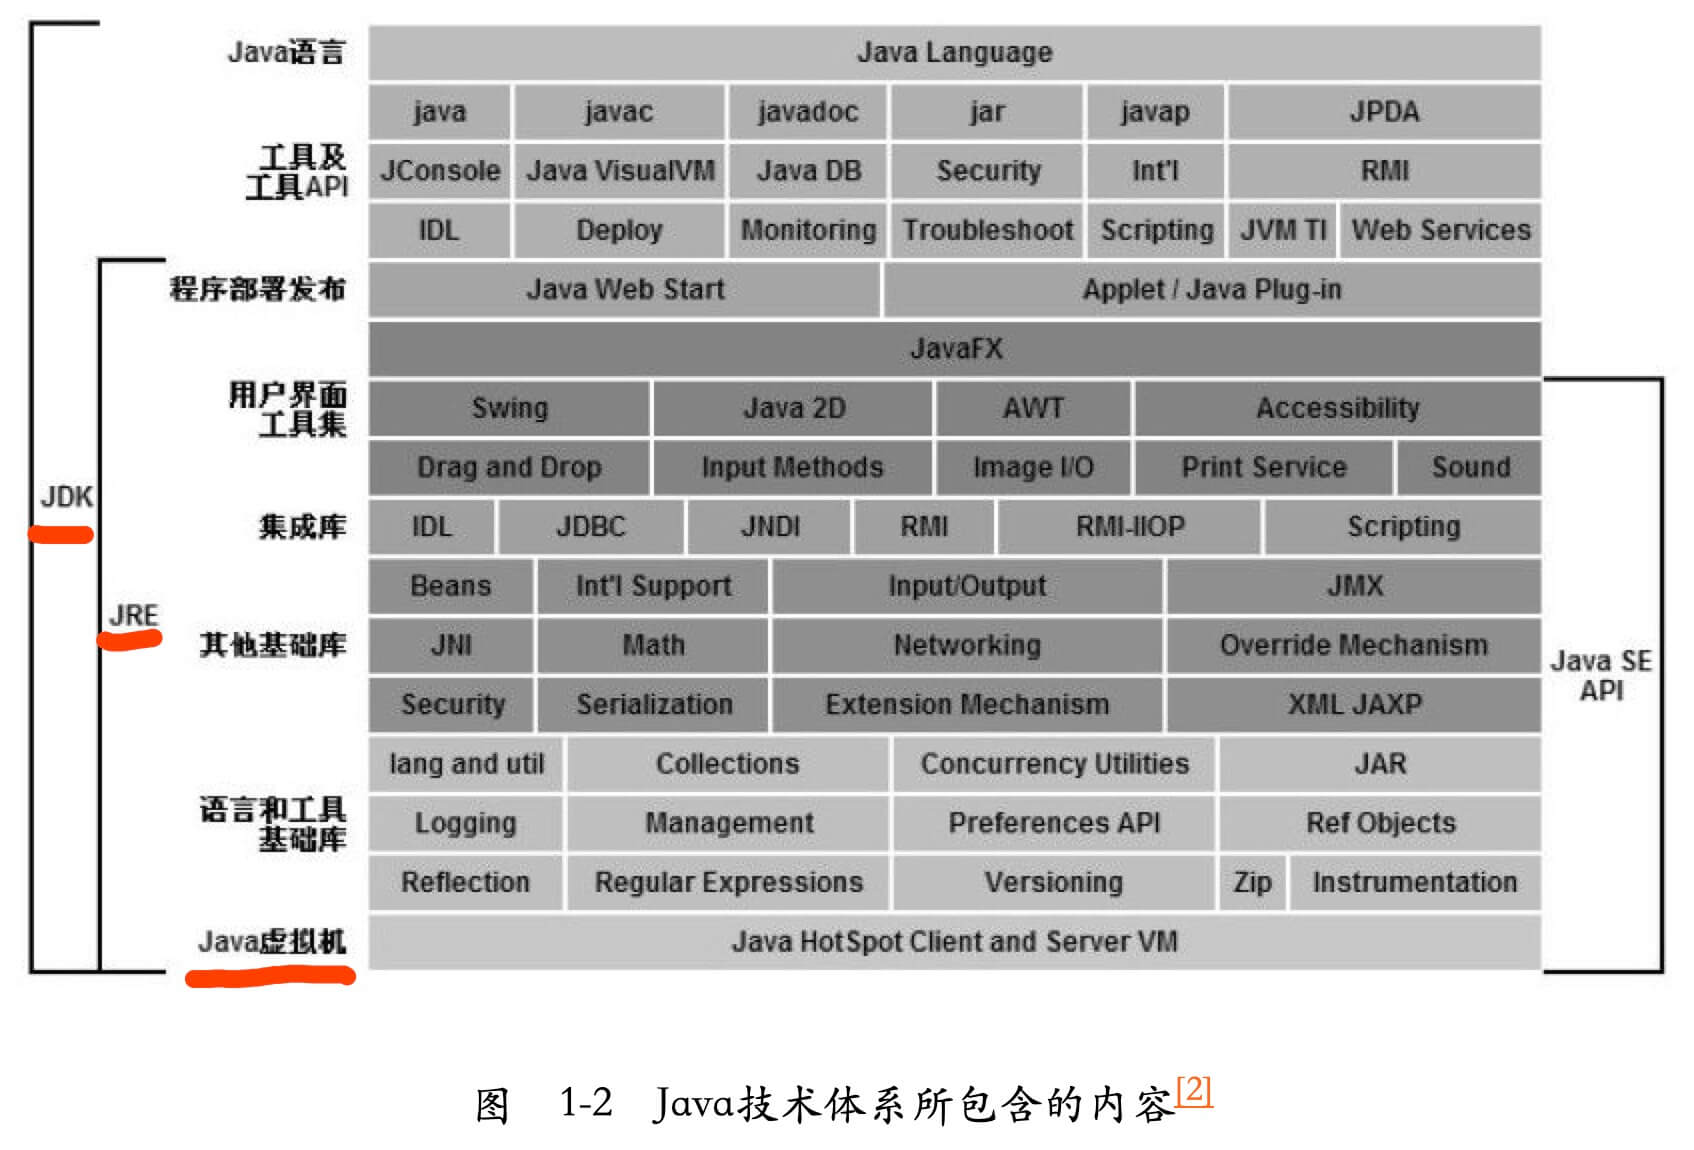 Java语言
Java Language
java javac javadoc jar javap JPDA
工具及
工具API
JConsole Java VisualVM Java DB Security Int'l RMI
IDL Deploy Monitoring Troubleshoot Scripting JVM TI Web Services
程序部署发布
Java Web Start Applet / Java Plug-in
JavaFX
用户界面
工具集
Swing Java 2D AWT Accessibility
Drag and Drop Input Methods Image I/O Print Service Sound
JDK
集成库
IDL JDBC JNDI RMI RMI-IIOP Scripting
Beans Int'l Support Input/Output JMX
JRE
其他基础库
JNI Math Networking Override Mechanism
Java SE
API
Security Serialization Extension Mechanism XML JAXP
lang and util Collections Concurrency Utilities JAR
语言和工具
基础库
Logging Management Preferences API Ref Objects
Reflection Regular Expressions Versioning Zip Instrumentation
Java虚拟机
Java HotSpot Client and Server VM
图 1-2 Java技术体系所包含的内容[2]